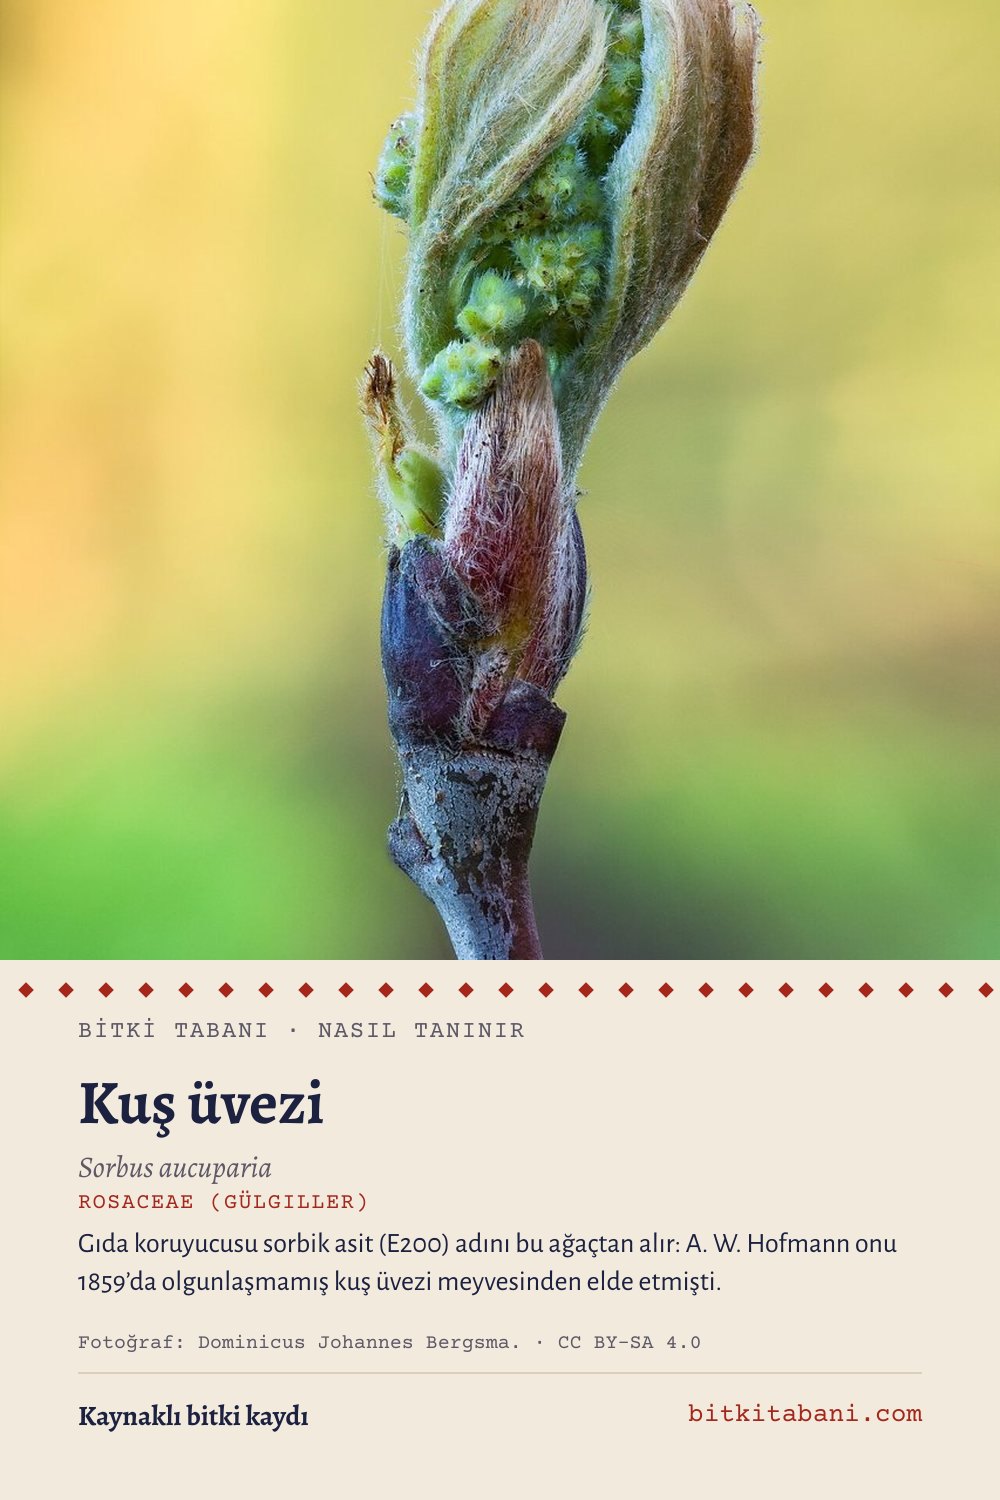 BİTKİ TABANI · NASIL TANINIR
Kuş üvezi
Sorbus aucuparia
ROSACEAE (GÜLGILLER)
Gıda koruyucusu sorbik asit (E200) adını bu ağaçtan alır: A. W. Hofmann onu
1859’da olgunlaşmamış kuş üvezi meyvesinden elde etmişti.
Fotoğraf: Dominicus Johannes Bergsma. · CC BY-SA 4.0
Kaynaklı bitki kaydı
bitkitabani.com